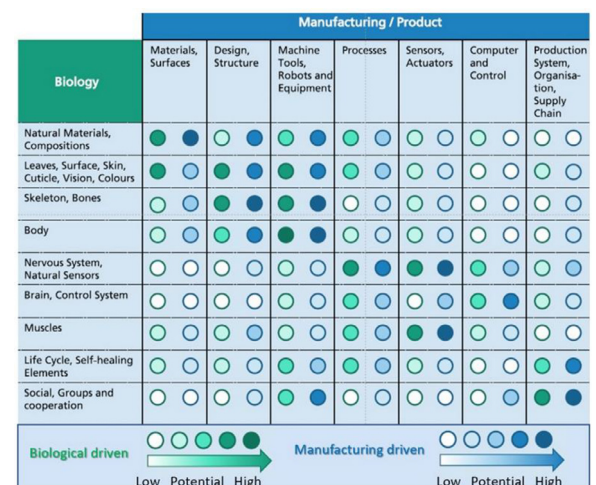 Manufacturing / Product
Biology
Materials,
Surfaces
Design,
Structure
Machine
Tools,
Robots and
Equipment
Processes
Sensors,
Actuators
Computer
and
Control
Production
System,
Organisa-
tion,
Supply
Chain
Natural Materials,
Compositions
Leaves, Surface, Skin,
Cuticle, Vision, Colours
Skeleton, Bones
Body
Nervous System,
Natural Sensors
Brain, Control System
Muscles
Life Cycle, Self-healing
Elements
Social, Groups and
cooperation
Biological driven
Low Potential High
Manufacturing driven
Low Potential High